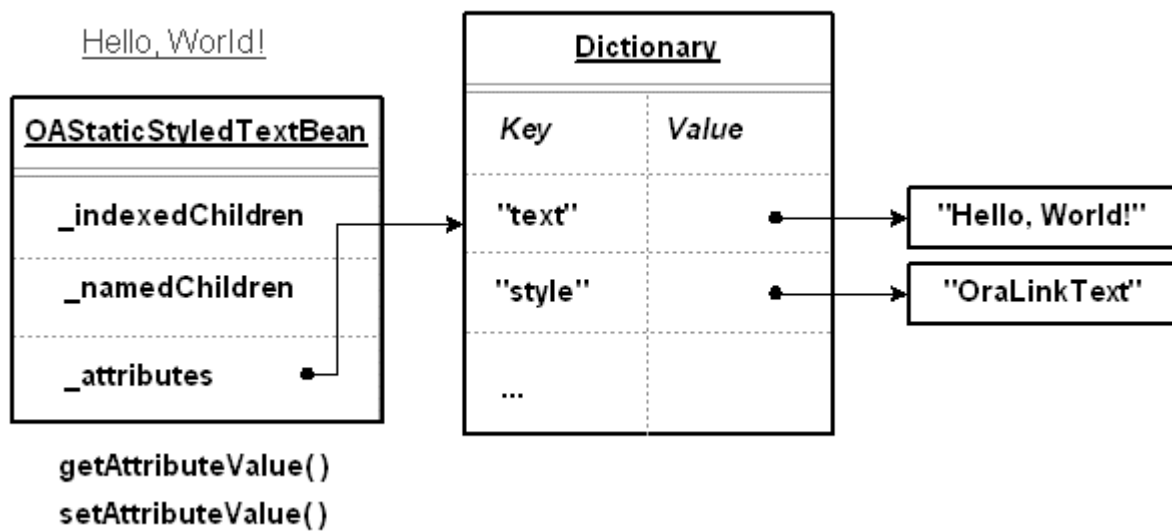 Hello, World!
OAStaticStyledTextBean
_indexedChildren
_namedChildren
_attributes
getAttributeValue()
setAttributeValue()
Dictionary
Key Value
"text"
"style"
...
"Hello, World!"
"OraLinkText"